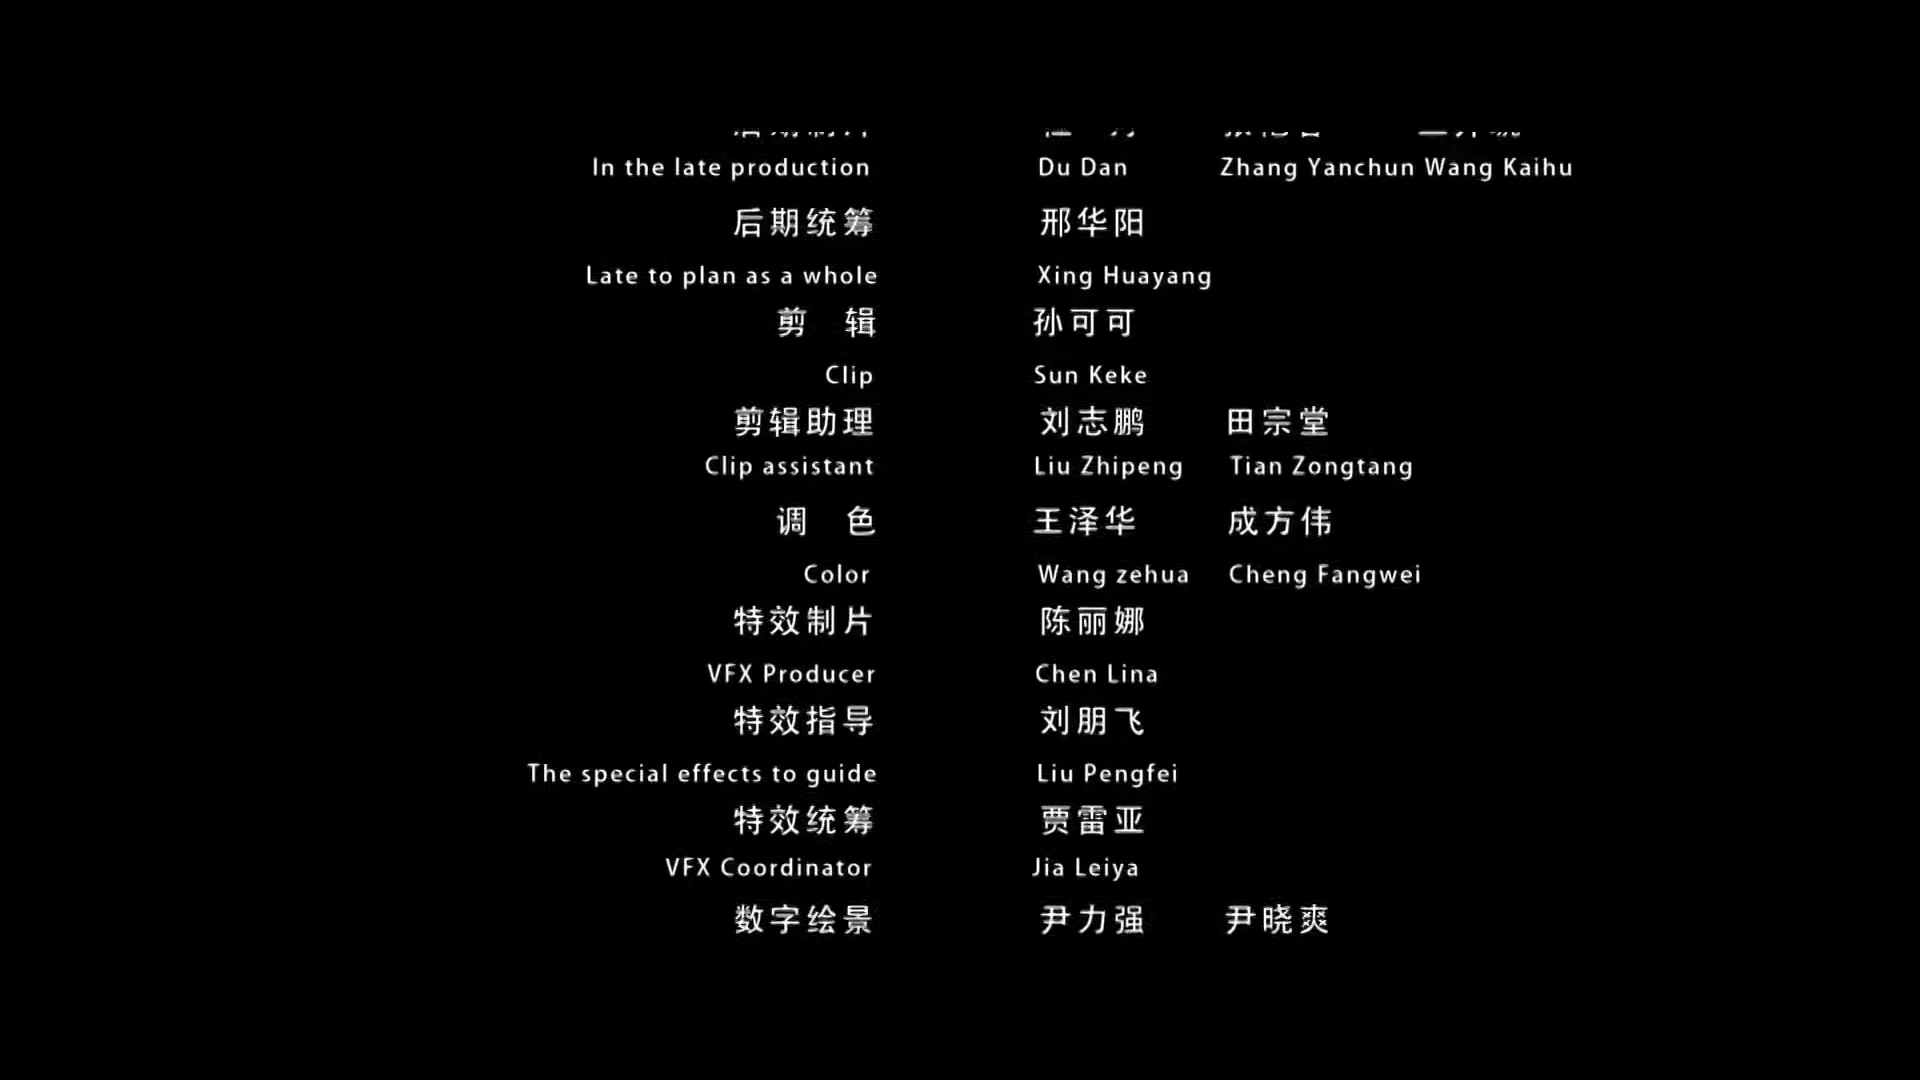 In the late production Du Dan Zhang Yanchun Wang Kaihu
后期统筹 邢华阳
Late to plan as a whole Xing Huayang
剪 辑 孙可可
Clip Sun Keke
剪辑助理 刘志鹏 田宗堂
Clip assistant Liu Zhipeng Tian Zongtang
调 色 王泽华 成方伟
Color Wang zehua Cheng Fangwei
特效制片 陈丽娜
VFX Producer Chen Lina
特效指导 刘朋飞
The special effects to guide Liu Pengfei
特效统筹 贾雷亚
VFX Coordinator Jia Leiya
数字绘景 尹力强 尹晓爽